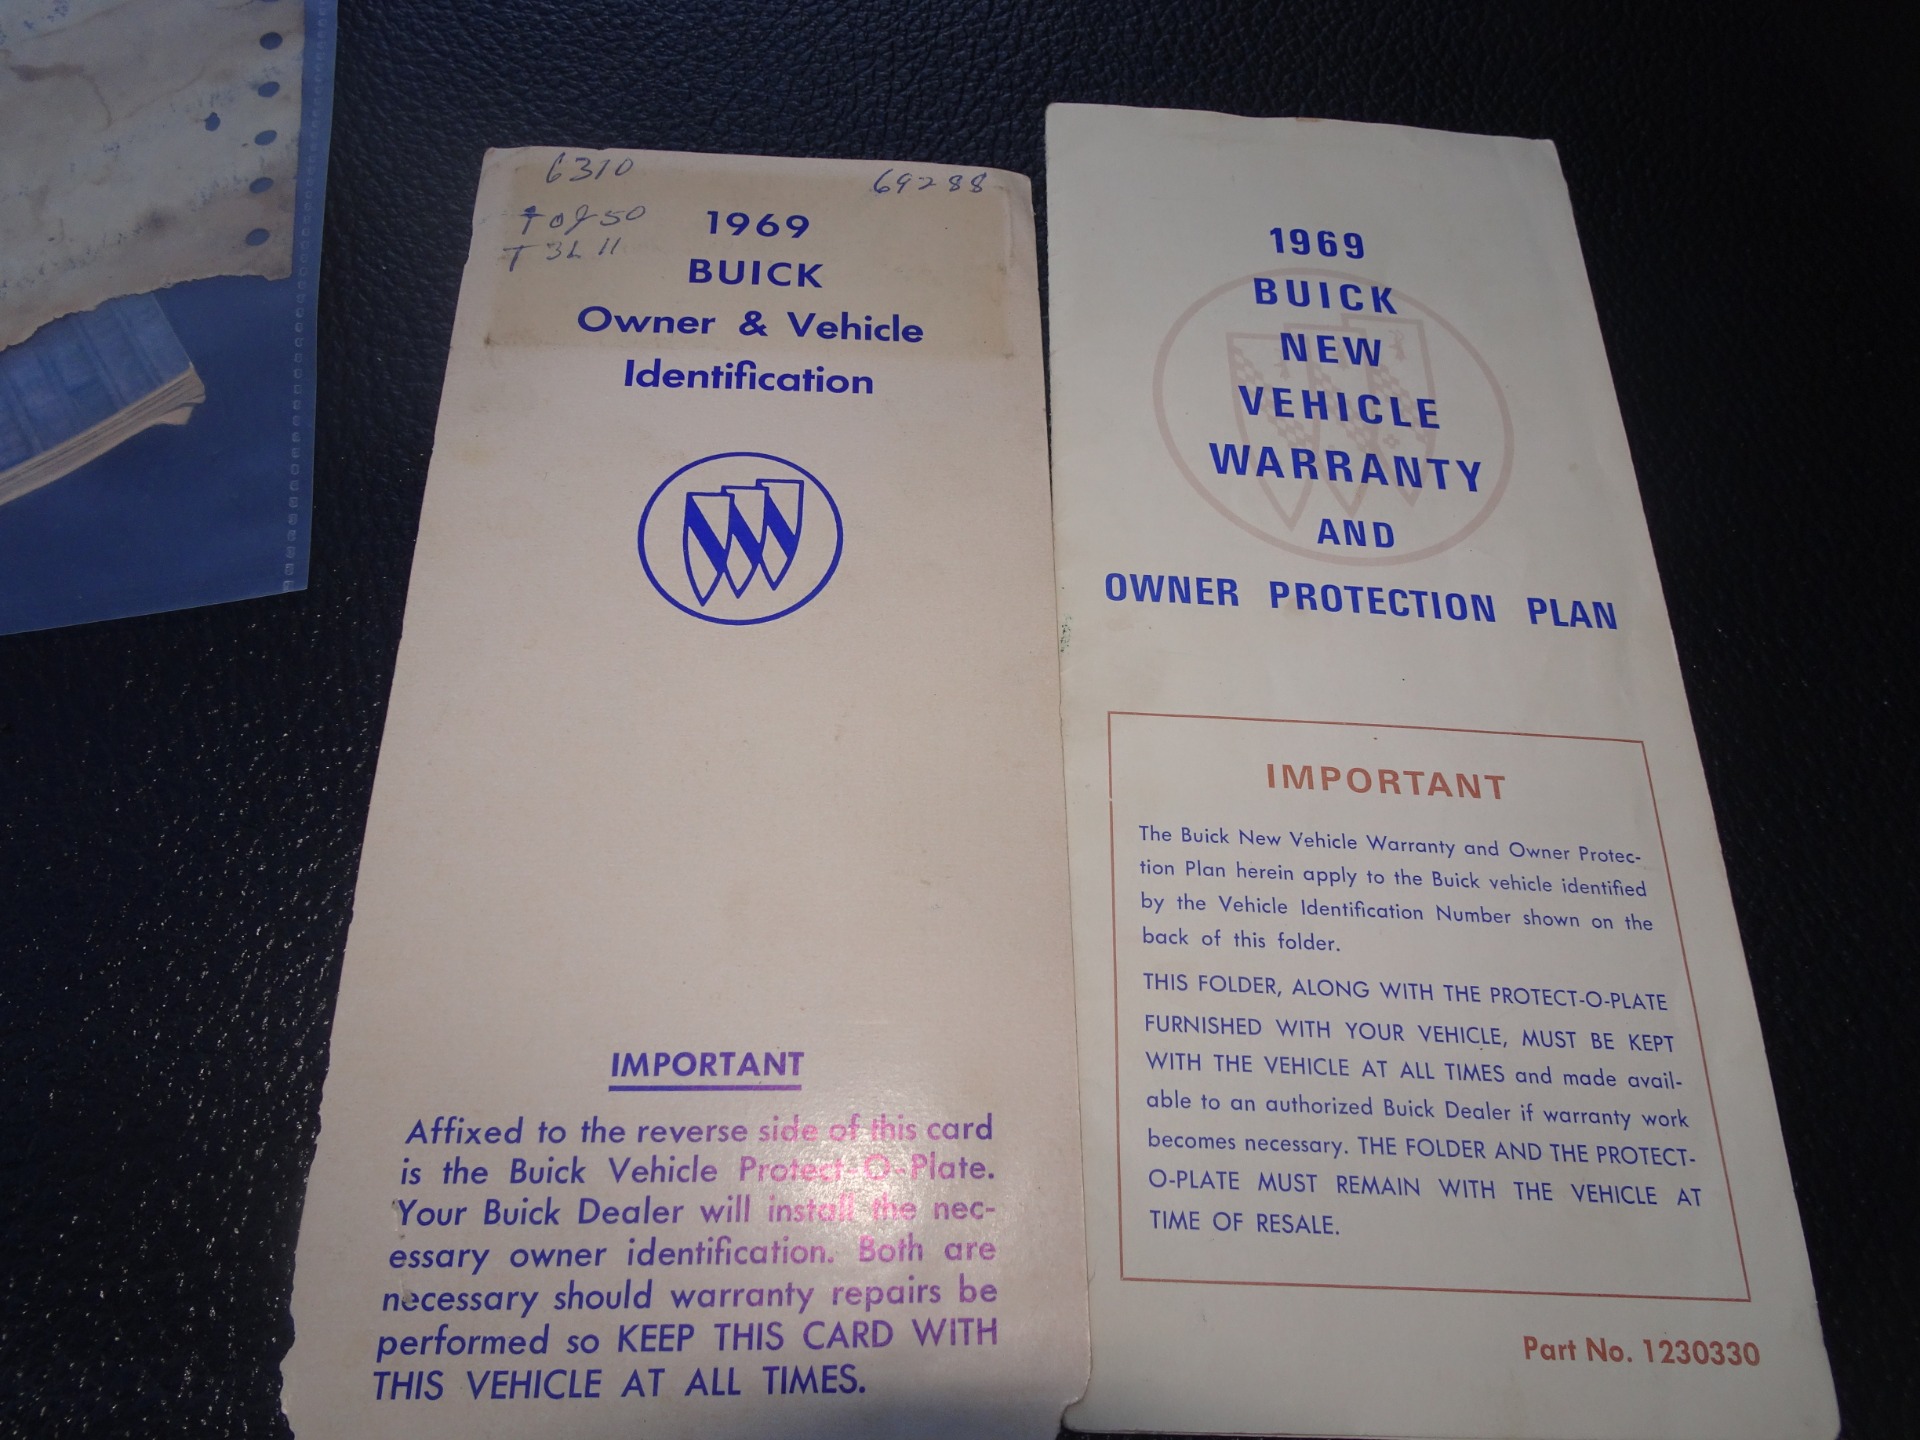 6310
69288
T of 50
T 3L 11
1969
BUICK
Owner & Vehicle
Identification
IMPORTANT
Affixed to the reverse side of this card
is the Buick Vehicle Protect-O-Plate.
Your Buick Dealer will install the nec-
essary owner identification. Both are
necessary should warranty repairs be
performed so KEEP THIS CARD WITH
THIS VEHICLE AT ALL TIMES.
1969
BUICK
NEW
VEHICLE
WARRANTY
AND
OWNER PROTECTION PLAN
IMPORTANT
The Buick New Vehicle Warranty and Owner Protec-
tion Plan herein apply to the Buick vehicle identified
by the Vehicle Identification Number shown on the
back of this folder.
THIS FOLDER, ALONG WITH THE PROTECT-O-PLATE
FURNISHED WITH YOUR VEHICLE, MUST BE KEPT
WITH THE VEHICLE AT ALL TIMES and made avail-
able to an authorized Buick Dealer if warranty work
becomes necessary. THE FOLDER AND THE PROTECT-
O-PLATE MUST REMAIN WITH THE VEHICLE AT
TIME OF RESALE.
Part No. 1230330